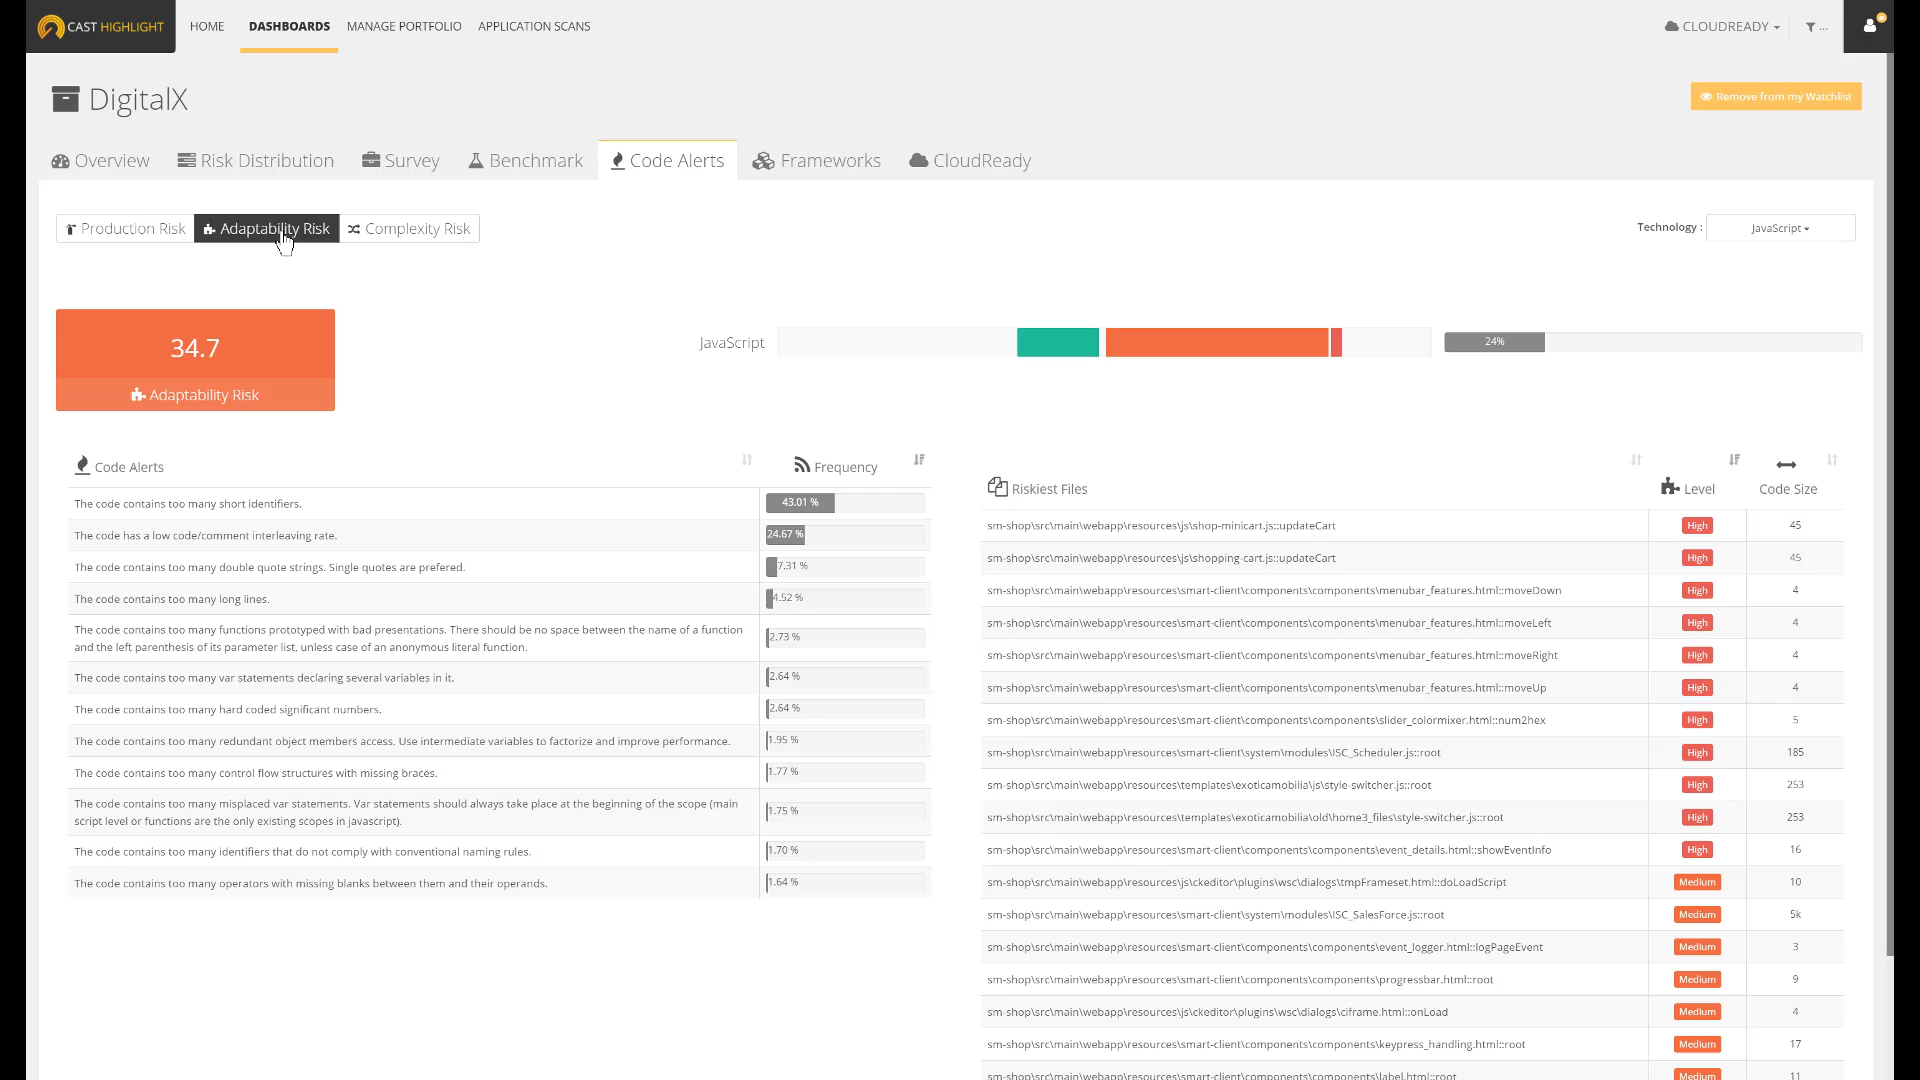 CAST HIGHLIGHT
HOME
DASHBOARDS
MANAGE PORTFOLIO
APPLICATION SCANS
CLOUDREADY
...
DigitalX
Remove from my Watchlist
Overview
Risk Distribution
Survey
Benchmark
Code Alerts
Frameworks
CloudReady
Production Risk
Adaptability Risk
Complexity Risk
Technology :
JavaScript
34.7
Adaptability Risk
JavaScript
24%
Code Alerts
Frequency
The code contains too many short identifiers.
43.01 %
The code has a low code/comment interleaving rate.
24.67 %
The code contains too many double quote strings. Single quotes are prefered.
7.31 %
The code contains too many long lines.
4.52 %
The code contains too many functions prototyped with bad presentations. There should be no space between the name of a function
and the left parenthesis of its parameter list, unless case of an anonymous literal function.
2.73 %
The code contains too many var statements declaring several variables in it.
2.64 %
The code contains too many hard coded significant numbers.
2.64 %
The code contains too many redundant object members access. Use intermediate variables to factorize and improve performance.
1.95 %
The code contains too many control flow structures with missing braces.
1.77 %
The code contains too many misplaced var statements. Var statements should always take place at the beginning of the scope (main
script level or functions are the only existing scopes in javascript).
1.75 %
The code contains too many identifiers that do not comply with conventional naming rules.
1.70 %
The code contains too many operators with missing blanks between them and their operands.
1.64 %
Riskiest Files
Level
Code Size
sm-shop\src\main\webapp\resources\js\shop-minicart.js::updateCart
High
45
sm-shop\src\main\webapp\resources\js\shopping-cart.js::updateCart
High
45
sm-shop\src\main\webapp\resources\smart-client\components\components\menubar_features.html::moveDown
High
4
sm-shop\src\main\webapp\resources\smart-client\components\components\menubar_features.html::moveLeft
High
4
sm-shop\src\main\webapp\resources\smart-client\components\components\menubar_features.html::moveRight
High
4
sm-shop\src\main\webapp\resources\smart-client\components\components\menubar_features.html::moveUp
High
4
sm-shop\src\main\webapp\resources\smart-client\components\components\slider_colormixer.html::num2hex
High
5
sm-shop\src\main\webapp\resources\smart-client\system\modules\ISC_Scheduler.js::root
High
185
sm-shop\src\main\webapp\resources\templates\exoticamobilia\js\style-switcher.js::root
High
253
sm-shop\src\main\webapp\resources\templates\exoticamobilia\old\home3_files\style-switcher.js::root
High
253
sm-shop\src\main\webapp\resources\smart-client\components\components\event_details.html::showEventInfo
High
16
sm-shop\src\main\webapp\resources\js\ckeditor\plugins\wsc\dialogs\tmpFrameset.html::doLoadScript
Medium
10
sm-shop\src\main\webapp\resources\smart-client\system\modules\ISC_SalesForce.js::root
Medium
5k
sm-shop\src\main\webapp\resources\smart-client\components\components\event_logger.html::logPageEvent
Medium
3
sm-shop\src\main\webapp\resources\smart-client\components\components\progressbar.html::root
Medium
9
sm-shop\src\main\webapp\resources\js\ckeditor\plugins\wsc\dialogs\ciframe.html::onLoad
Medium
4
sm-shop\src\main\webapp\resources\smart-client\components\components\keypress_handling.html::root
Medium
17
sm-shop\src\main\webapp\resources\smart-client\components\components\label.html::root
Medium
11